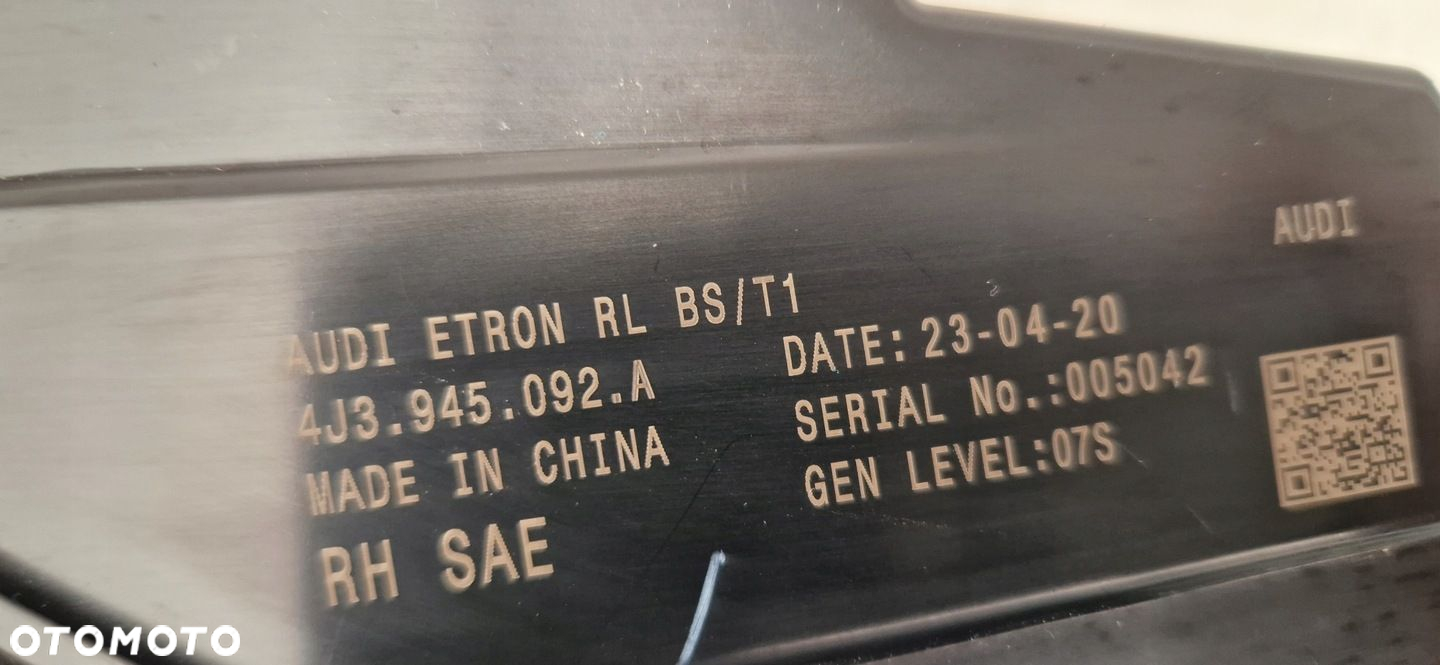 AUDI
AUDI ETRON RL BS/T1
4J3.945.092.A
MADE IN CHINA
RH SAE
DATE: 23-04-20
SERIAL No.:005042
GEN LEVEL:07S
OTOMOTO